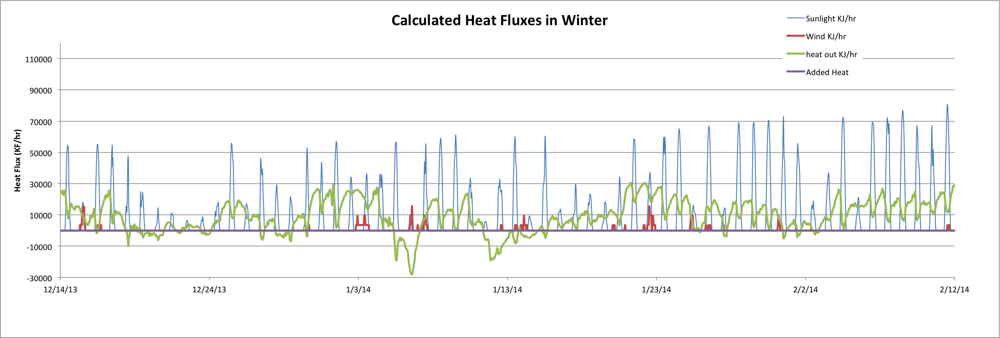 Calculated Heat Fluxes in Winter
Sunlight KJ/hr
Wind KJ/hr
heat out KJ/hr
Added Heat
Heat Flux (KF/hr)
110000
90000
70000
50000
30000
10000
-10000
-30000
12/14/13 12/24/13 1/3/14 1/13/14 1/23/14 2/2/14 2/12/14